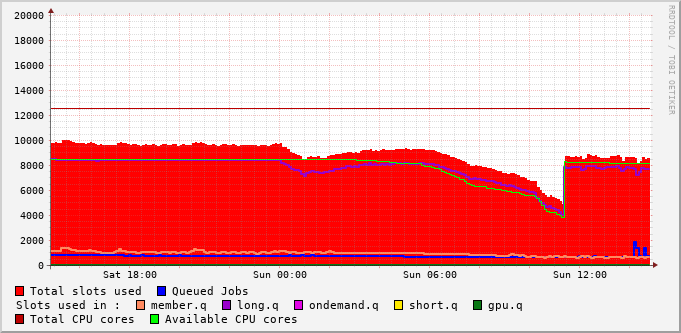 20000
18000
16000
14000
12000
10000
8000
6000
4000
2000
0
Sat 18:00 Sun 00:00 Sun 06:00 Sun 12:00
RRDTOOL / TOBI OETIKER
Total slots used Queued Jobs
Slots used in : member.q long.q ondemand.q short.q gpu.q
Total CPU cores Available CPU cores